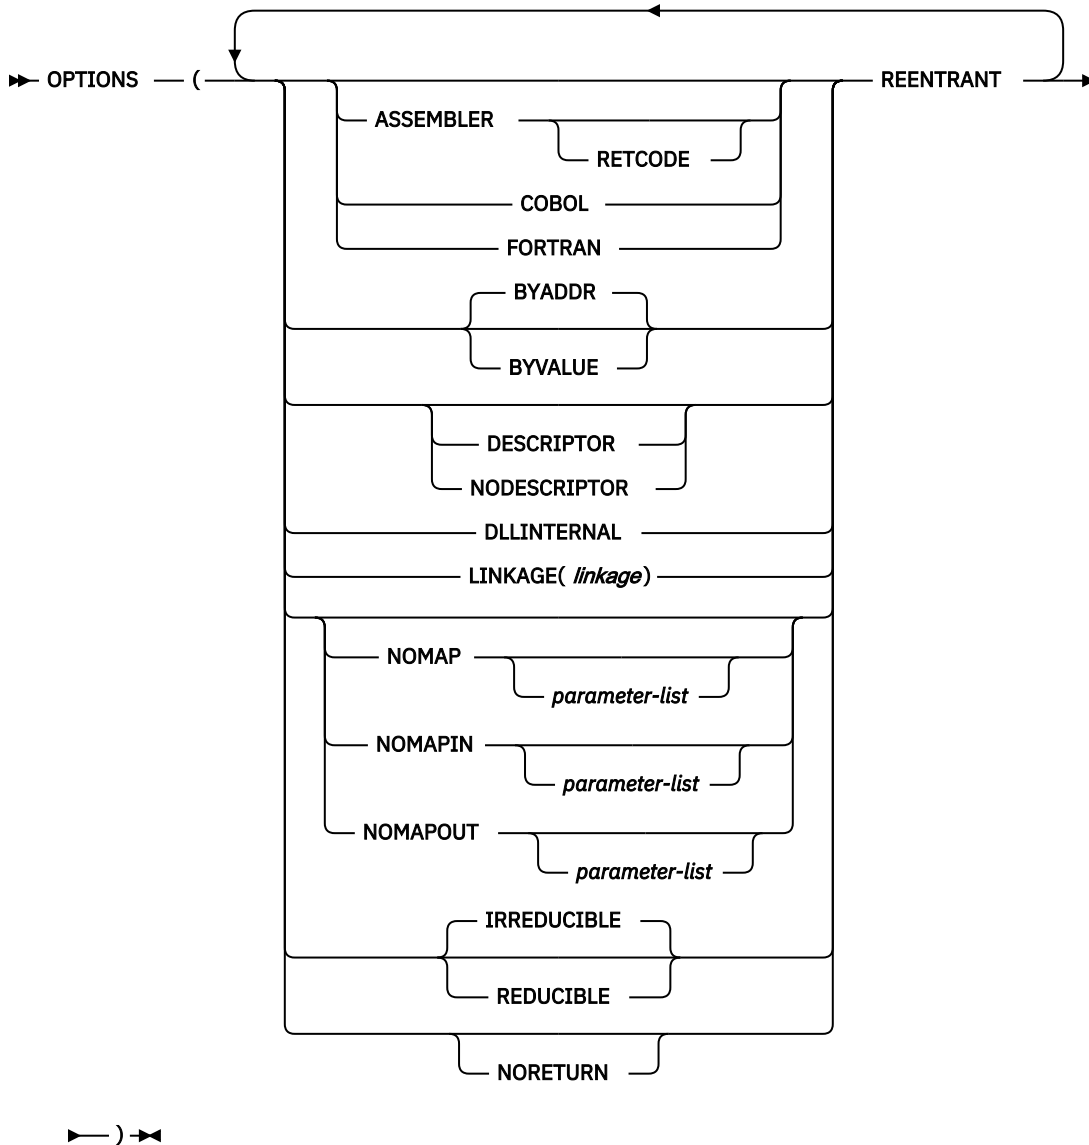 OPTIONS ( REENTRANT
ASSEMBLER
RETCODE
COBOL
FORTRAN
BYADDR
BYVALUE
DESCRIPTOR
NODESCRIPTOR
DLLINTERNAL
LINKAGE( linkage)
NOMAP
parameter-list
NOMAPIN
parameter-list
NOMAPOUT
parameter-list
IRREDUCIBLE
REDUCIBLE
NORETURN
)